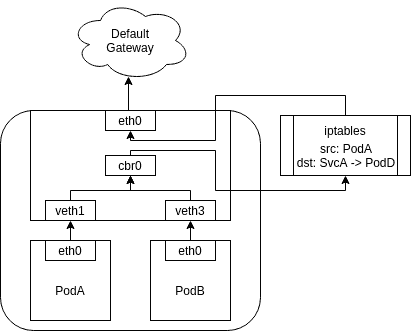 Default
Gateway
eth0
iptables
src: PodA
dst: SvcA -> PodD
cbr0
veth1
veth3
eth0
eth0
PodA
PodB